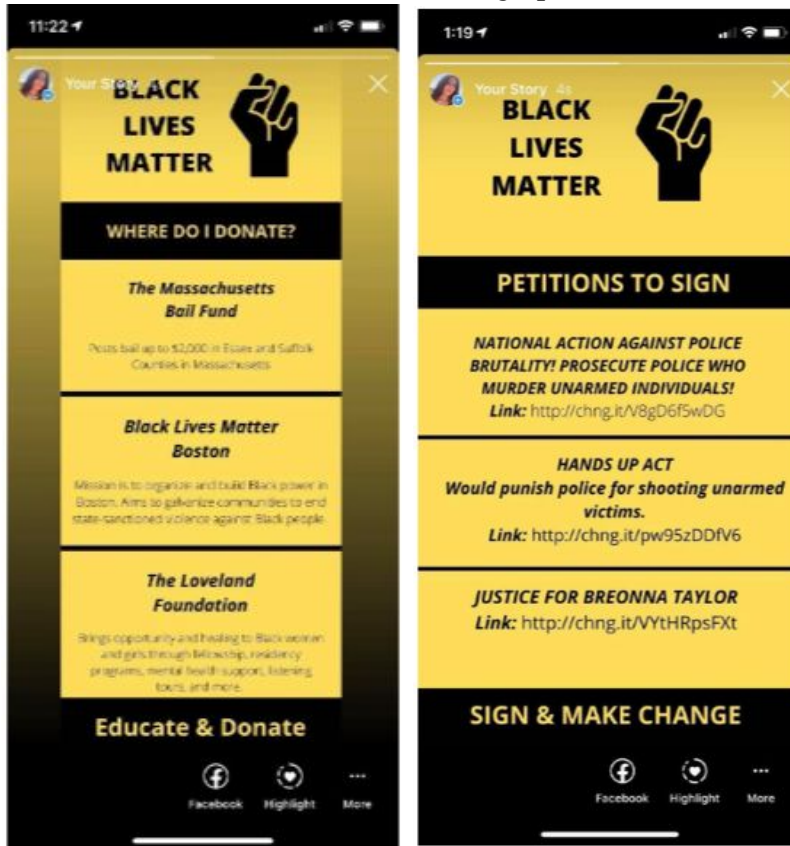 11:22
Your Story
BLACK
LIVES
MATTER
WHERE DO I DONATE?
The Massachusetts
Bail Fund
Posts bail up to $2,000 in Essex and Suffolk
Counties in Massachusetts
Black Lives Matter
Boston
Mission is to organize and build Black power in
Boston. Aims to galvanize communities to end
state-sanctioned violence against Black people
The Loveland
Foundation
Brings opportunity and healing to Black women
and girls through fellowship, residency
programs, mental health support, listening
tours, and more.
Educate & Donate
Facebook Highlight More
1:19
Your Story 4s
BLACK
LIVES
MATTER
PETITIONS TO SIGN
NATIONAL ACTION AGAINST POLICE
BRUTALITY! PROSECUTE POLICE WHO
MURDER UNARMED INDIVIDUALS!
Link: http://chng.it/V8gD6f5wDG
HANDS UP ACT
Would punish police for shooting unarmed
victims.
Link: http://chng.it/pw95zDDfV6
JUSTICE FOR BREONNA TAYLOR
Link: http://chng.it/VYtHRpsFXt
SIGN & MAKE CHANGE
Facebook Highlight More